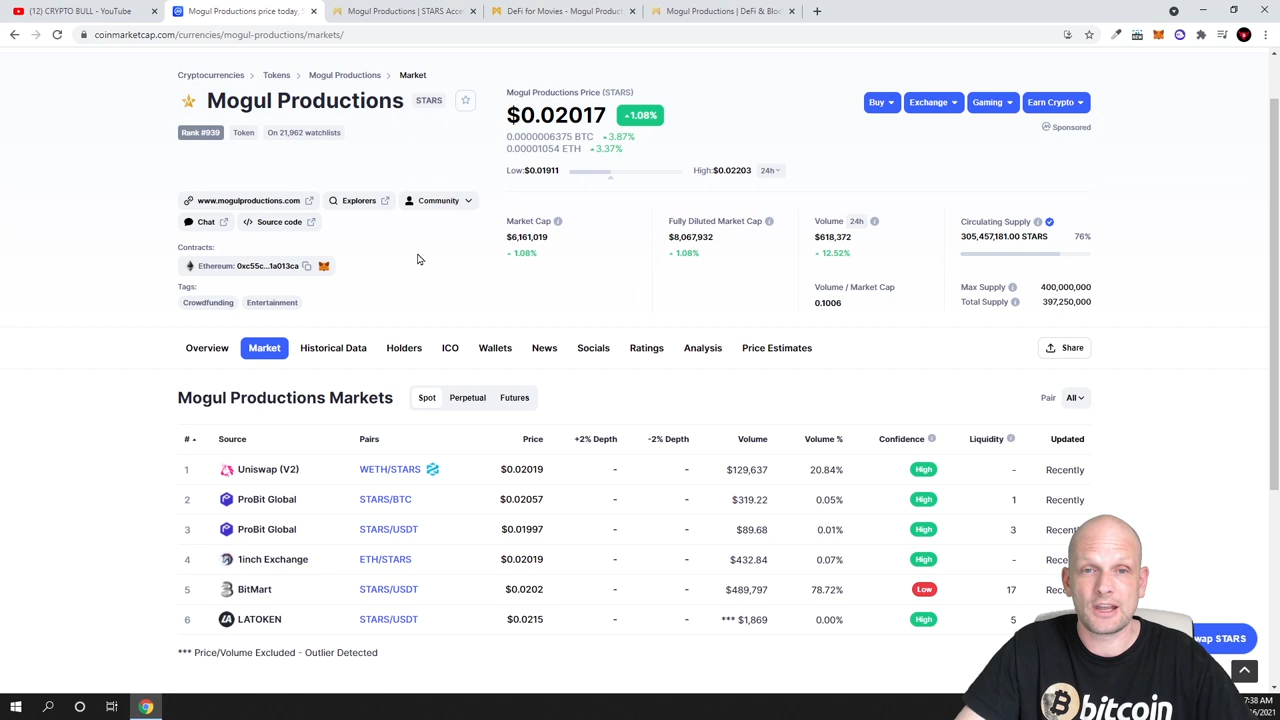 (12) CRYPTO BULL - YouTube
Mogul Productions price today, S
Mogul Productions | STARS Acce
DeFi for Movies - Mogul Product
Mogul Productions | DeFi & Bloc
coinmarketcap.com/currencies/mogul-productions/markets/
Cryptocurrencies > Tokens > Mogul Productions > Market
Mogul Productions STARS
Rank #939 Token On 21,962 watchlists
Mogul Productions Price (STARS)
$0.02017 1.08%
0.0000006375 BTC 3.87%
0.00001054 ETH 3.37%
Low:$0.01911 High:$0.02203 24h
Buy Exchange Gaming Earn Crypto
Sponsored
www.mogulproductions.com Explorers Community
Chat Source code
Contracts:
Ethereum: 0xc55c...1a013ca
Tags:
Crowdfunding Entertainment
Market Cap
$6,161,019
1.08%
Fully Diluted Market Cap
$8,067,932
1.08%
Volume 24h
$618,372
12.52%
Volume / Market Cap
0.1006
Circulating Supply
305,457,181.00 STARS 76%
Max Supply 400,000,000
Total Supply 397,250,000
Overview Market Historical Data Holders ICO Wallets News Socials Ratings Analysis Price Estimates Share
Mogul Productions Markets Spot Perpetual Futures Pair All
# Source Pairs Price +2% Depth -2% Depth Volume Volume % Confidence Liquidity Updated
1 Uniswap (V2) WETH/STARS $0.02019 - - $129,637 20.84% High - Recently
2 ProBit Global STARS/BTC $0.02057 - - $319.22 0.05% High 1 Recently
3 ProBit Global STARS/USDT $0.01997 - - $89.68 0.01% High 3 Recently
4 1inch Exchange ETH/STARS $0.02019 - - $432.84 0.07% High - Rece
5 BitMart STARS/USDT $0.0202 - - $489,797 78.72% Low 17 Rec
6 LATOKEN STARS/USDT $0.0215 - - *** $1,869 0.00% High 5 Rec
*** Price/Volume Excluded - Outlier Detected
wap STARS
bitcoin
7:38 AM
16/2021